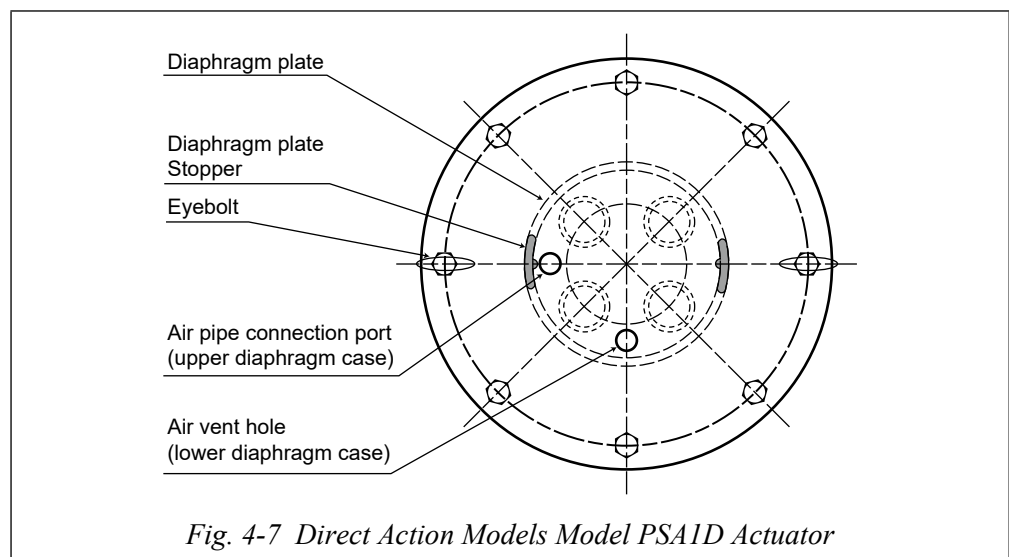 Diaphragm plate
Diaphragm plate
Stopper
Eyebolt
Air pipe connection port
(upper diaphragm case)
Air vent hole
(lower diaphragm case)
Fig. 4-7 Direct Action Models Model PSA1D Actuator